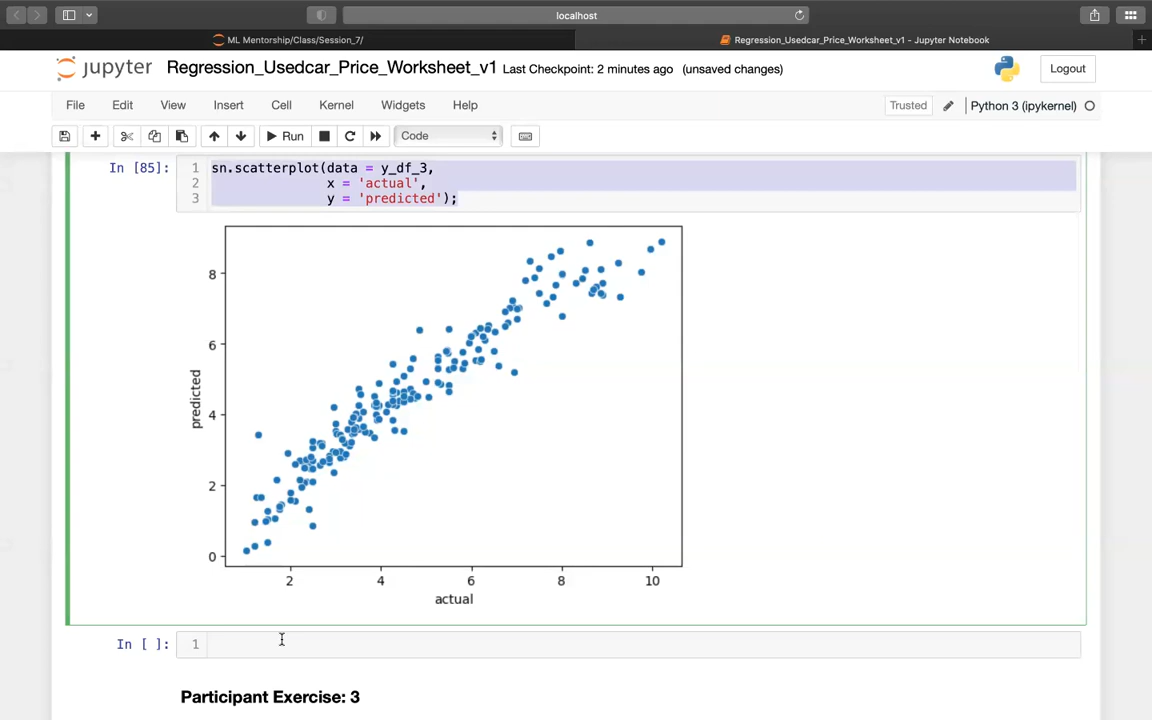 localhost
ML Mentorship/Class/Session_7/
Regression_Usedcar_Price_Worksheet_v1 - Jupyter Notebook
jupyter Regression_Usedcar_Price_Worksheet_v1 Last Checkpoint: 2 minutes ago (unsaved changes) Logout
File Edit View Insert Cell Kernel Widgets Help Trusted Python 3 (ipykernel)
Run Code
In [85]: 1 sn.scatterplot(data = y_df_3,
2 x = 'actual',
3 y = 'predicted');
8
6
4
2
0
predicted
2 4 6 8 10
actual
In [ ]: 1
Participant Exercise: 3